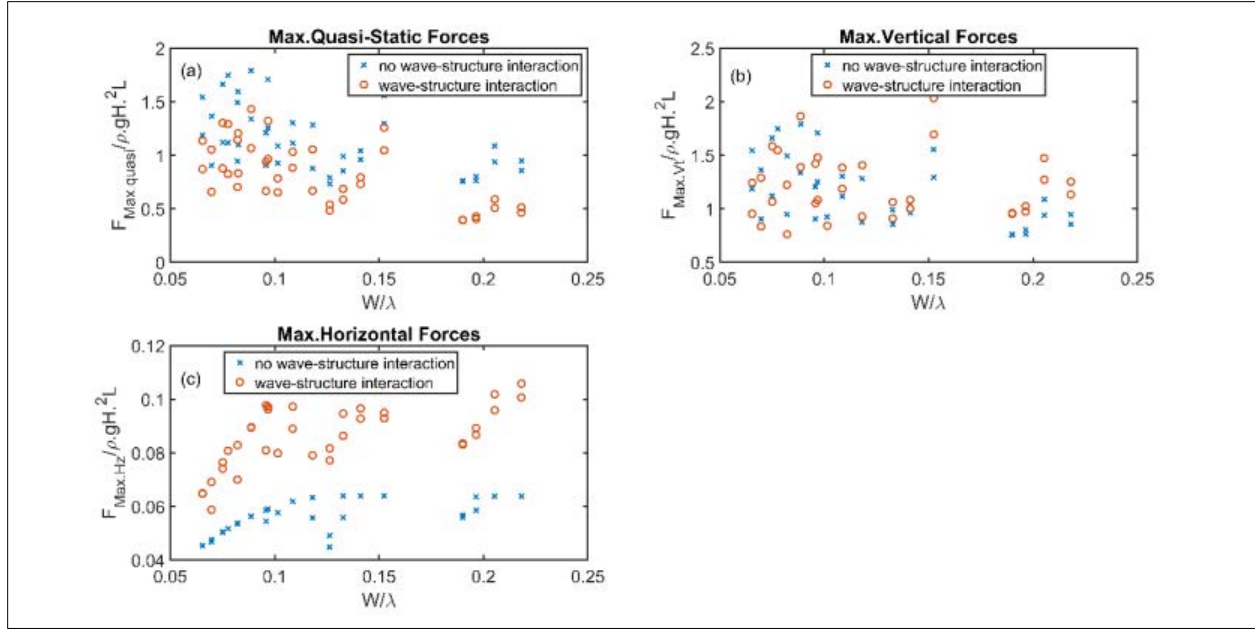 Max.Quasi-Static Forces
2
(a)
× no wave-structure interaction
○ wave-structure interaction
1.5
1
0.5
0
F_Max quasi/ρ.gH.²L
0.05 0.1 0.15 0.2 0.25
W/λ
Max.Vertical Forces
2.5
(b)
× no wave-structure interaction
○ wave-structure interaction
2
1.5
1
0.5
F_Max.Vt/ρ.gH.²L
0.05 0.1 0.15 0.2 0.25
W/λ
Max.Horizontal Forces
0.12
(c)
× no wave-structure interaction
○ wave-structure interaction
0.1
0.08
0.06
0.04
F_Max.Hz/ρ.gH.²L
0.05 0.1 0.15 0.2 0.25
W/λ